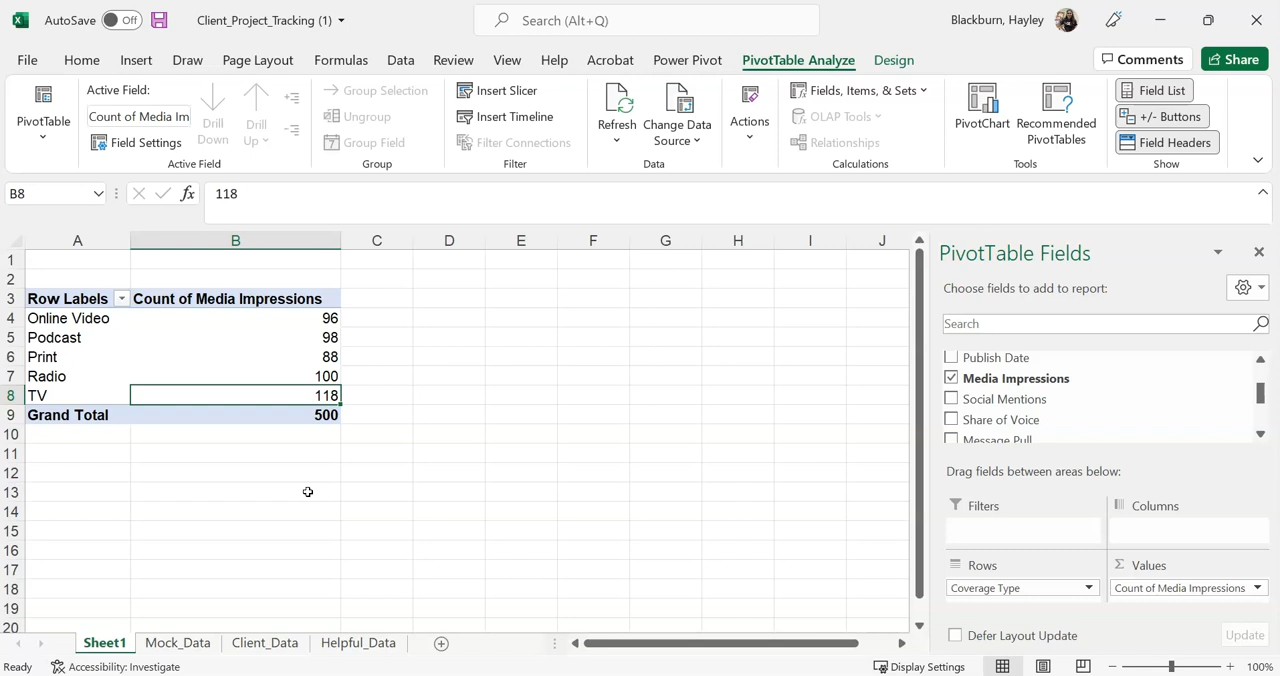 AutoSave Off Client_Project_Tracking (1) Search (Alt+Q) Blackburn, Hayley
File Home Insert Draw Page Layout Formulas Data Review View Help Acrobat Power Pivot PivotTable Analyze Design Comments Share
PivotTable
Active Field:
Count of Media Im
Field Settings
Drill
Down
Drill
Up
Active Field
Group Selection
Ungroup
Group Field
Group
Insert Slicer
Insert Timeline
Filter Connections
Filter
Refresh
Change Data
Source
Data
Actions
Fields, Items, & Sets
OLAP Tools
Relationships
Calculations
PivotChart
Recommended
PivotTables
Tools
Field List
+/- Buttons
Field Headers
Show
B8 fx 118
A B C D E F G H I J
1
2
3 Row Labels Count of Media Impressions
4 Online Video 96
5 Podcast 98
6 Print 88
7 Radio 100
8 TV 118
9 Grand Total 500
10
11
12
13
14
15
16
17
18
19
20
PivotTable Fields
Choose fields to add to report:
Search
Publish Date
Media Impressions
Social Mentions
Share of Voice
Message Pull
Drag fields between areas below:
Filters
Columns
Rows
Σ Values
Coverage Type
Count of Media Impressions
Defer Layout Update Update
Sheet1 Mock_Data Client_Data Helpful_Data
Ready Accessibility: Investigate Display Settings 100%